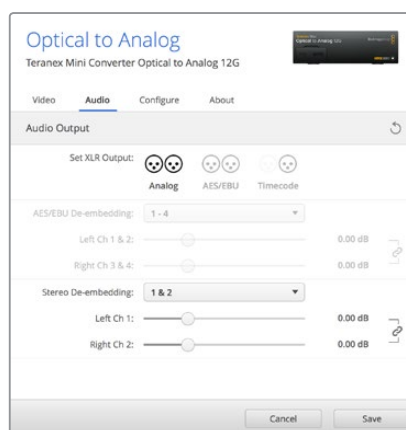 Optical to Analog
Teranex Mini Converter Optical to Analog 12G
Video Audio Configure About
Audio Output
Set XLR Output:
Analog AES/EBU Timecode
AES/EBU De-embedding: 1 - 4
Left Ch 1 & 2: 0.00 dB
Right Ch 3 & 4: 0.00 dB
Stereo De-embedding: 1 & 2
Left Ch 1: 0.00 dB
Right Ch 2: 0.00 dB
Cancel Save